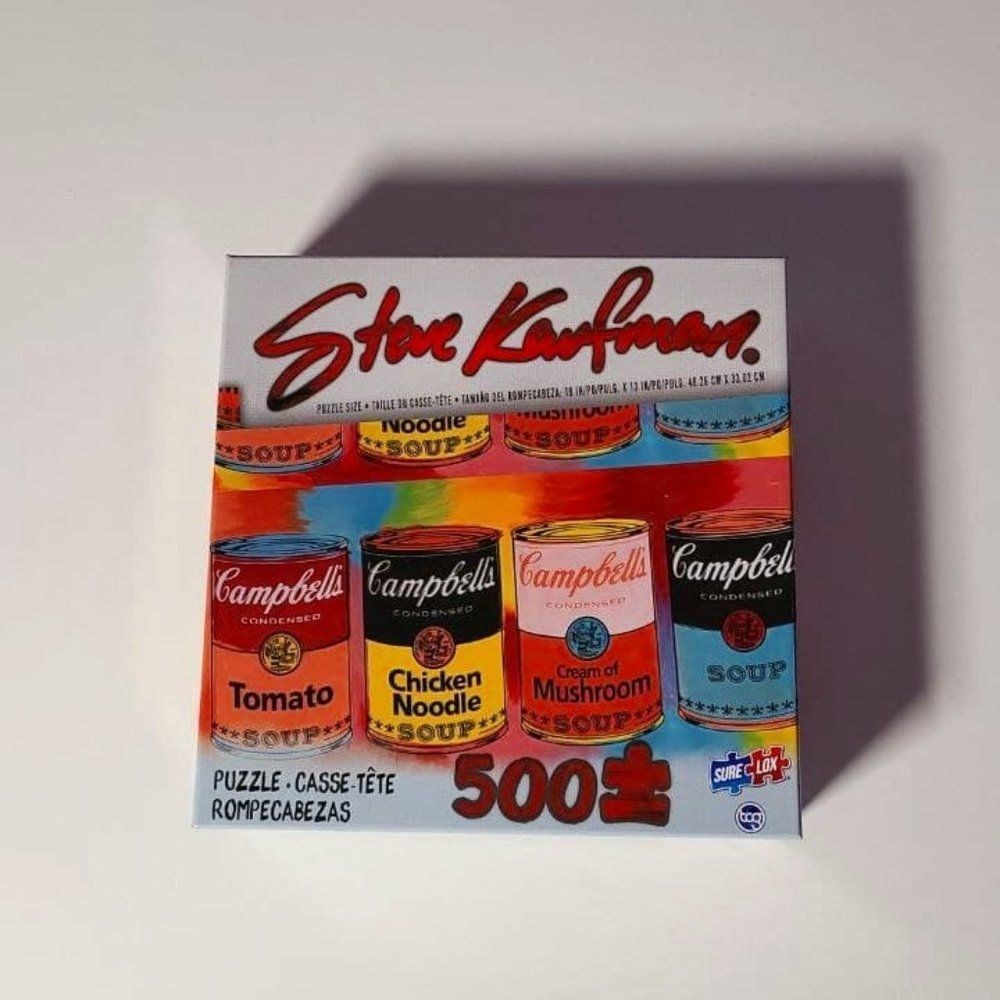 Steve Kaufman.
PUZZLE SIZE • TAILLE DU CASSE-TÊTE • TAMAÑO DEL ROMPECABEZA: 19 IN/PO/PULG. X 13 IN/PO/PULG. 48.26 CM X 33.02 CM
Noodle Mushroom
**SOUP*** **SOUP*** **SOUP***
Campbell's Campbell's Campbell's Campbell
CONDENSED CONDENSED CONDENSED CONDENSED
Tomato
**SOUP***
Chicken
Noodle
**SOUP***
Cream of
Mushroom
**SOUP***
SOUP
PUZZLE • CASSE-TÊTE
ROMPECABEZAS
500
SURE LOX
tcg